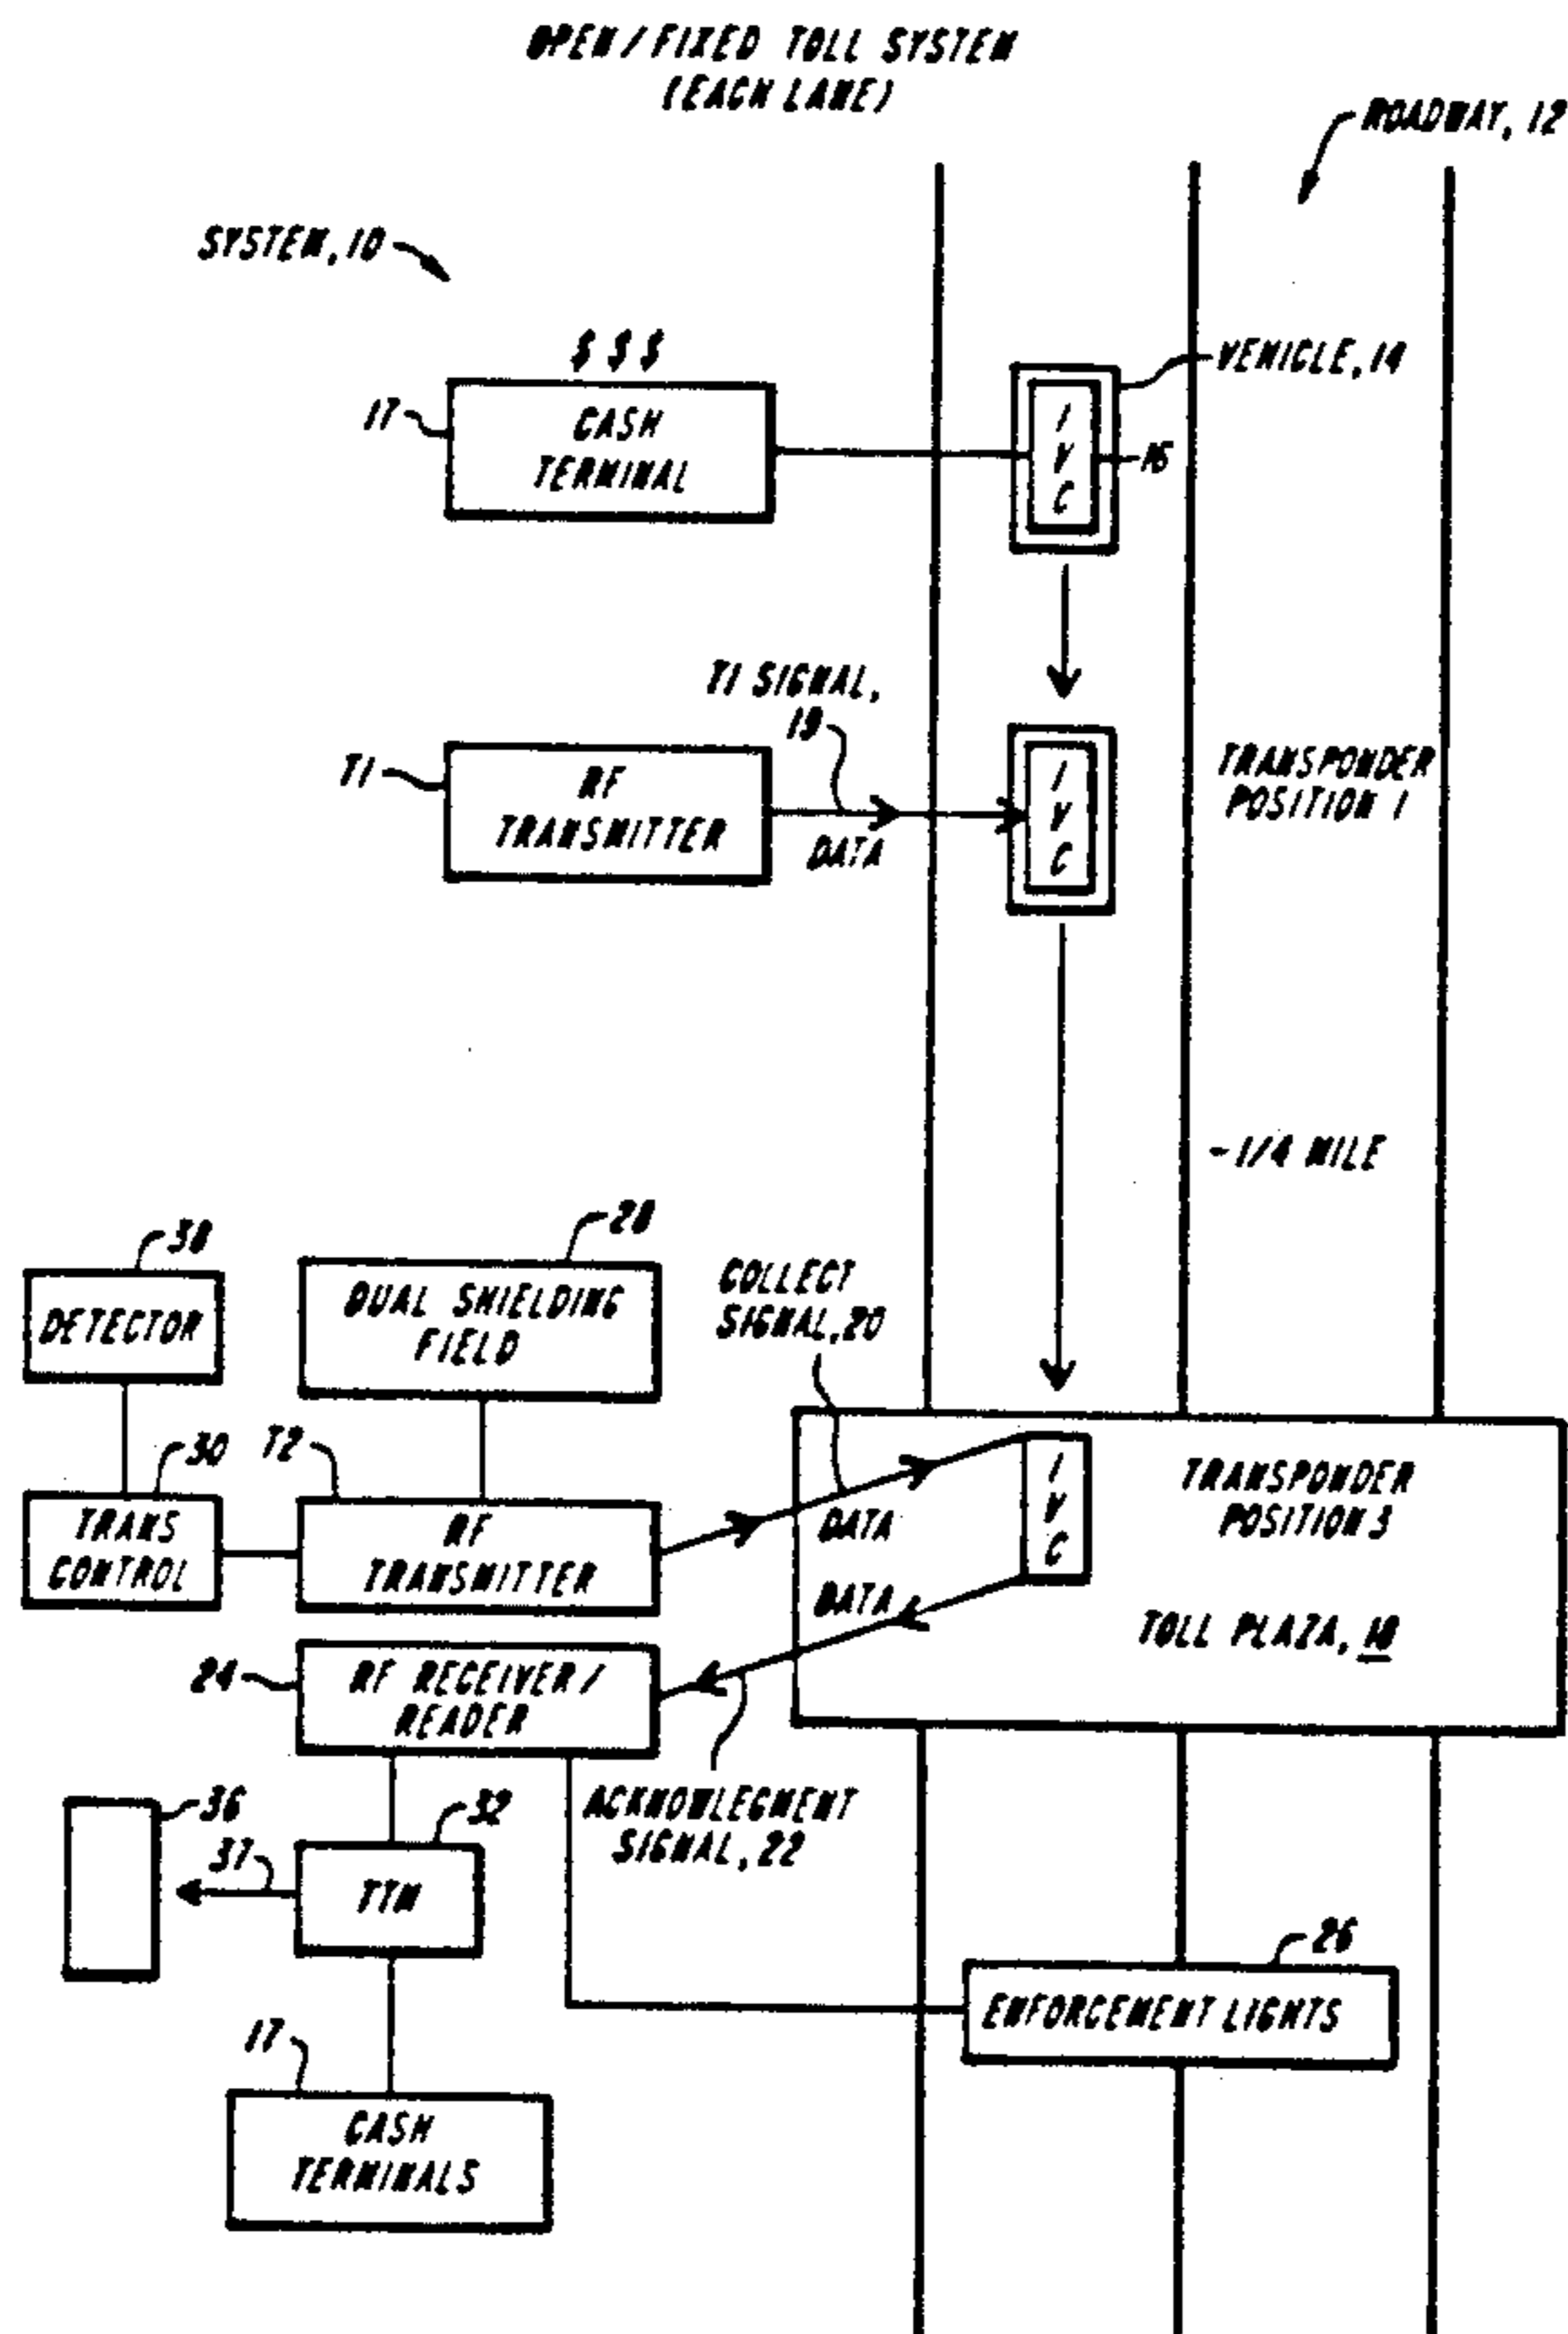 OPEN/FIXED TOLL SYSTEM
(EACH LANE)
ROADWAY, 12
SYSTEM, 10
$ $ $
17
CASH
TERMINAL
I
V
C
VEHICLE, 14
16
T1 SIGNAL,
19
T1
RF
TRANSMITTER
DATA
I
V
C
TRANSPONDER
POSITION 1
~1/4 MILE
38
DETECTOR
28
DUAL SHIELDING
FIELD
COLLECT
SIGNAL, 20
30
TRANS
CONTROL
T2
RF
TRANSMITTER
DATA
I
V
C
TRANSPONDER
POSITION 3
DATA
TOLL PLAZA, 18
24
RF RECEIVER/
READER
ACKNOWLEGMENT
SIGNAL, 22
36
37
32
TTM
26
ENFORCEMENT LIGHTS
17
CASH
TERMINALS